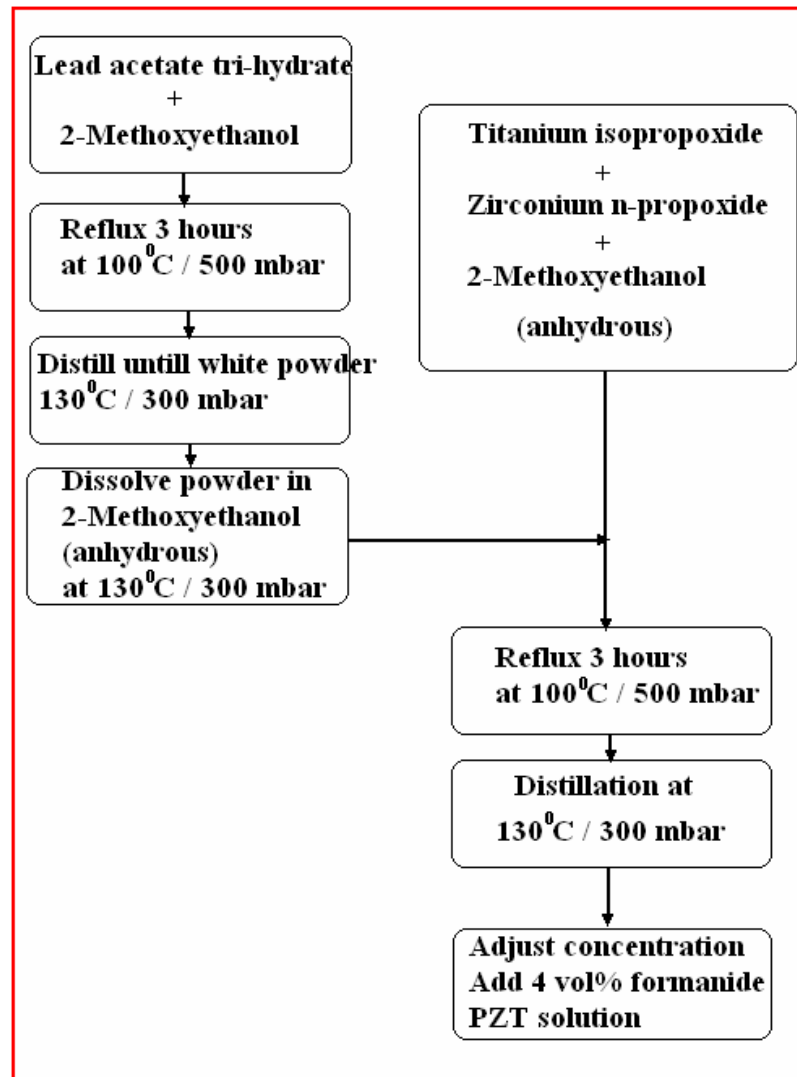 Lead acetate tri-hydrate
+
2-Methoxyethanol
Reflux 3 hours
at 100⁰C / 500 mbar
Distill untill white powder
130⁰C / 300 mbar
Dissolve powder in
2-Methoxyethanol
(anhydrous)
at 130⁰C / 300 mbar
Titanium isopropoxide
+
Zirconium n-propoxide
+
2-Methoxyethanol
(anhydrous)
Reflux 3 hours
at 100⁰C / 500 mbar
Distillation at
130⁰C / 300 mbar
Adjust concentration
Add 4 vol% formanide
PZT solution